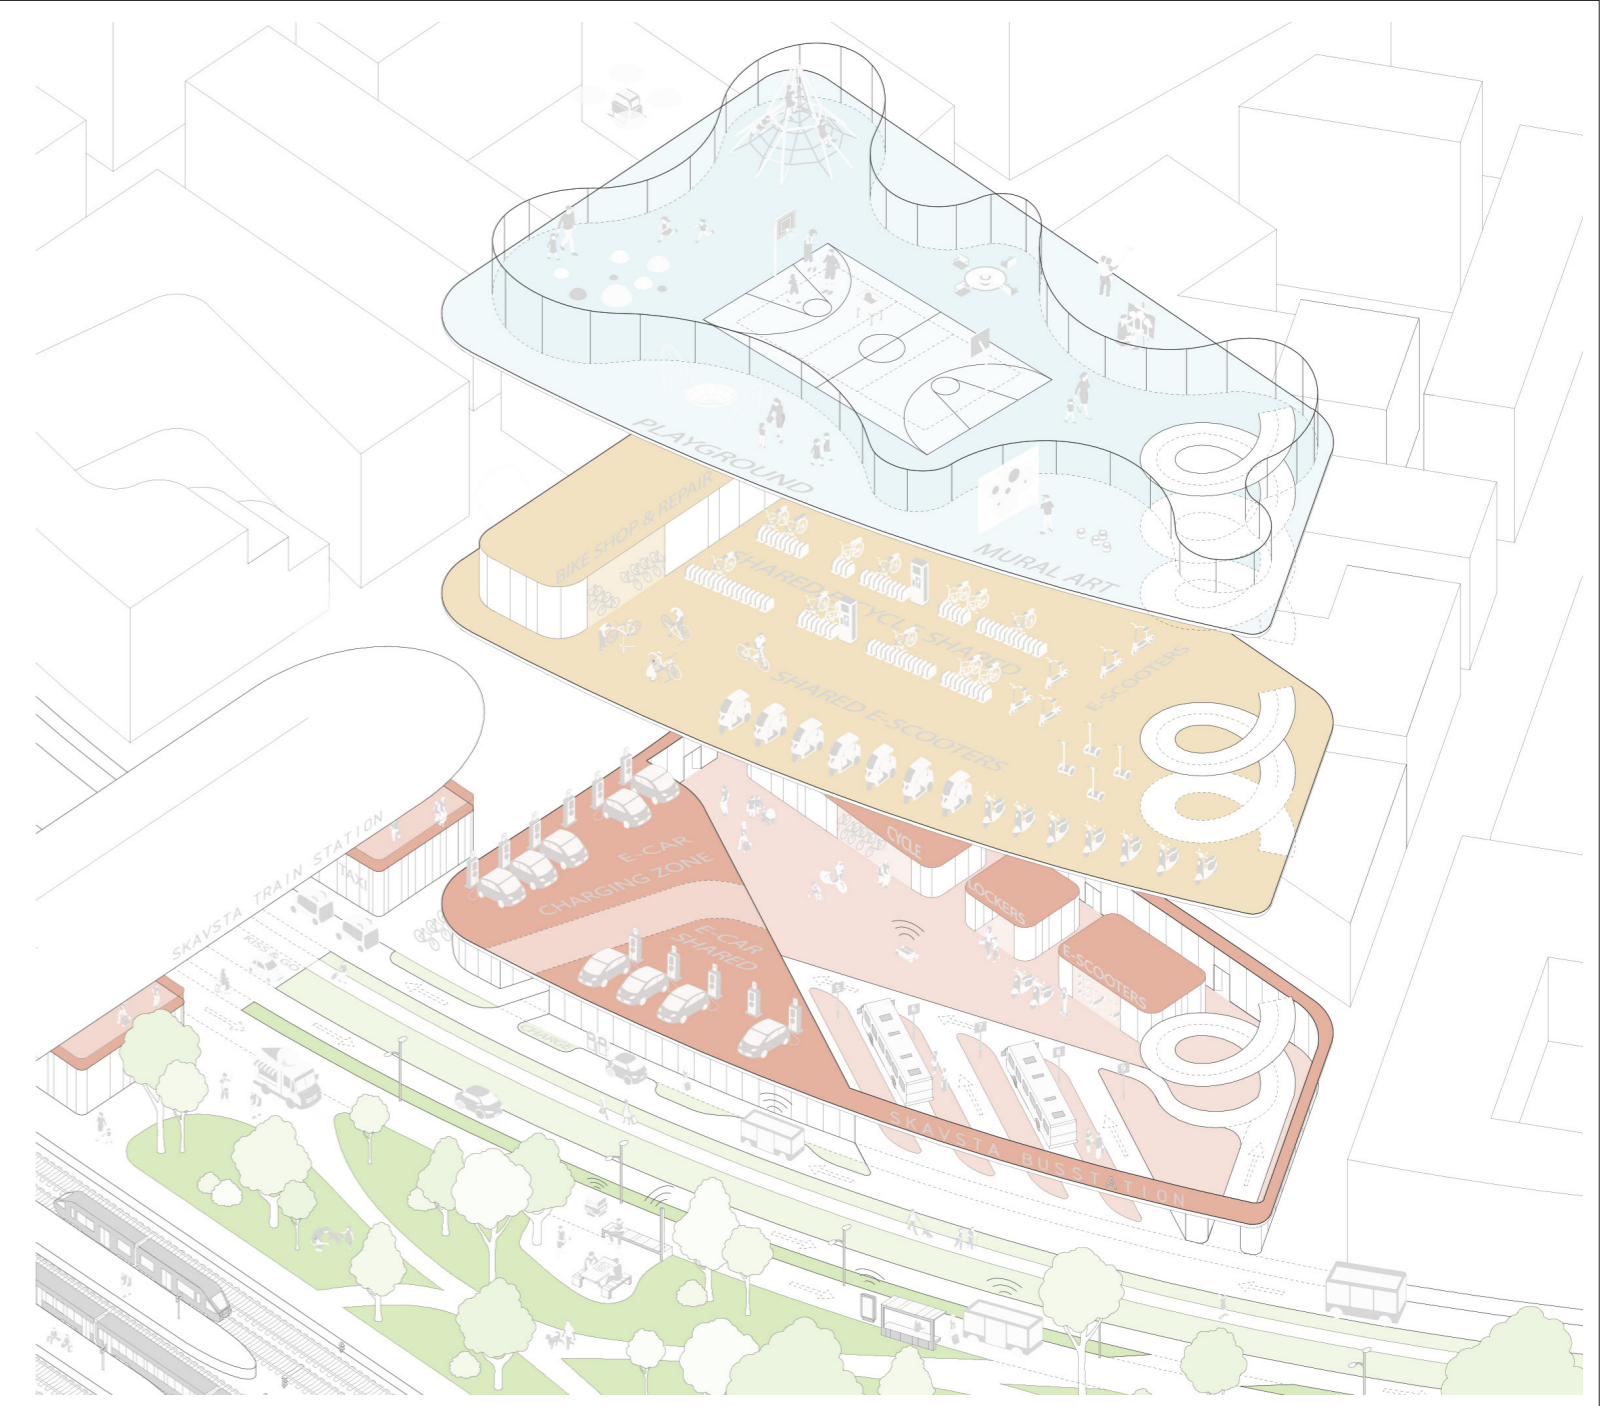 PLAYGROUND
MURAL ART
BIKE SHOP & REPAIR
SHARED E-CYCLE SHARED
E-SCOOTERS
SHARED E-SCOOTERS
E-CAR
CHARGING ZONE
E-CAR
SHARED
CYCLE
LOCKERS
E-SCOOTERS
SKAVSTA TRAIN STATION
TAXI
KISS & GO
CHARGE
SKAVSTA BUSSTATION